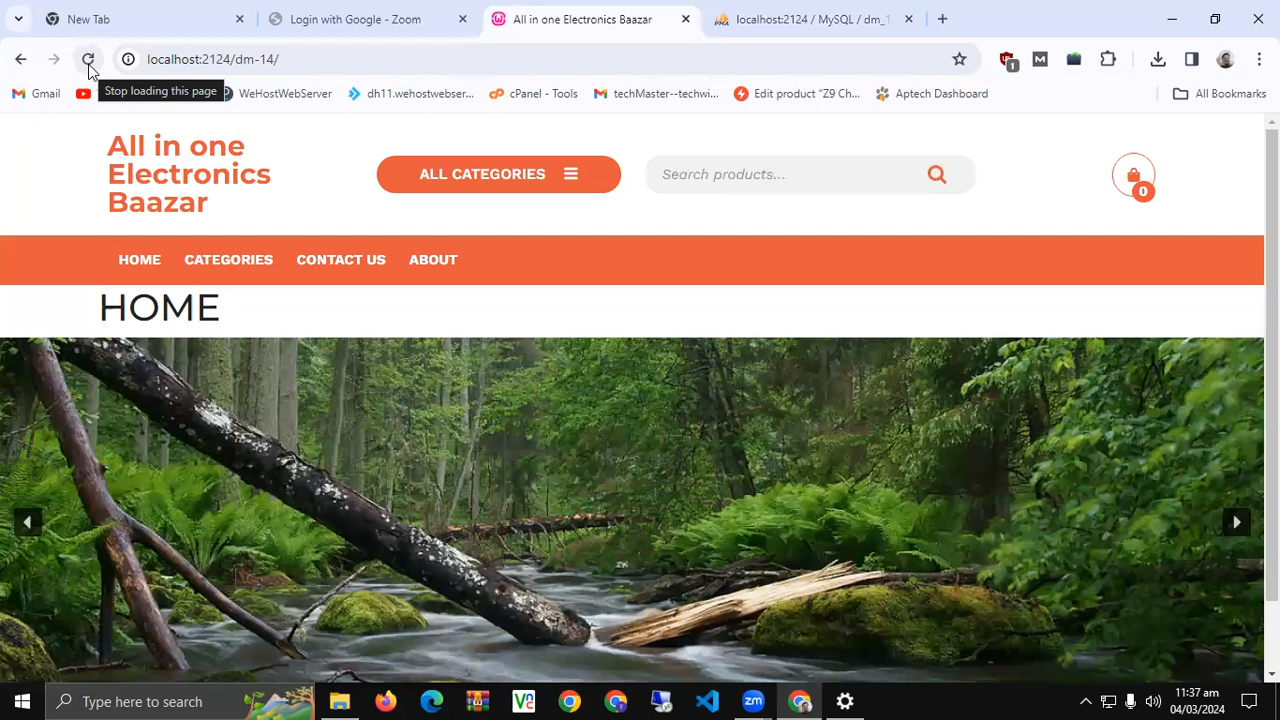 New Tab
Login with Google - Zoom
All in one Electronics Baazar
localhost:2124 / MySQL / dm_1
localhost:2124/dm-14/
1
Stop loading this page
Gmail
WeHostWebServer
dh11.wehostwebser...
cPanel - Tools
techMaster--techwi...
Edit product “Z9 Ch...
Aptech Dashboard
All Bookmarks
All in one
Electronics
Baazar
ALL CATEGORIES
Search products...
0
HOME
CATEGORIES
CONTACT US
ABOUT
HOME
Type here to search
zm
11:37 am
04/03/2024